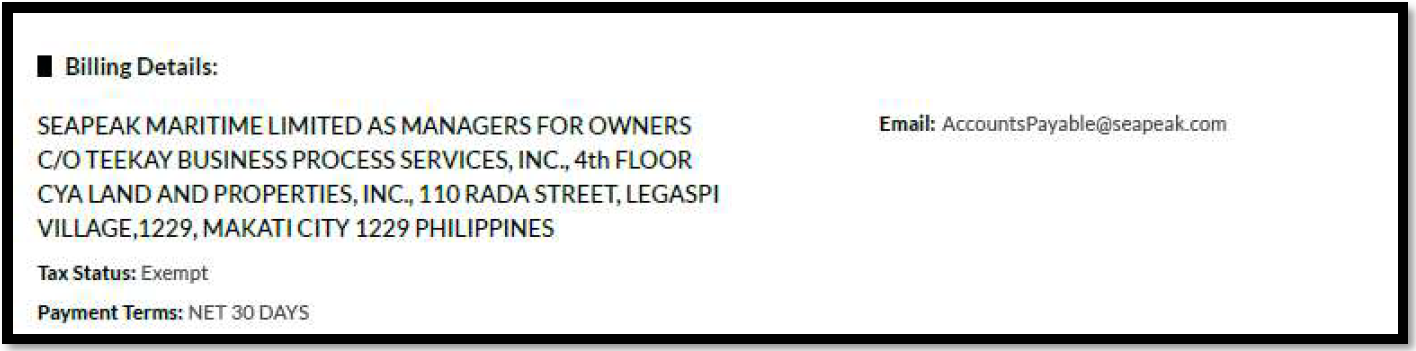 Billing Details:
SEAPEAK MARITIME LIMITED AS MANAGERS FOR OWNERS
C/O TEEKAY BUSINESS PROCESS SERVICES, INC., 4th FLOOR
CYA LAND AND PROPERTIES, INC., 110 RADA STREET, LEGASPI
VILLAGE,1229, MAKATI CITY 1229 PHILIPPINES
Tax Status: Exempt
Payment Terms: NET 30 DAYS
Email: AccountsPayable@seapeak.com